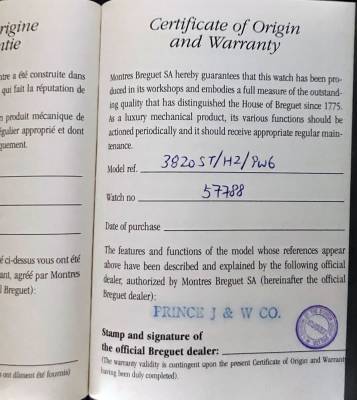 rigine
ntie
tre a été construite dans
qui fait la réputation de
n produit mécanique de
gulier approprié et dont
quement.
é ci-dessus vous ont été
ant, agréé par Montres
l Breguet):
ont dûment été fournis)
Certificate of Origin
and Warranty
Montres Breguet SA hereby guarantees that this watch has been pro-
duced in its workshops and embodies a full measure of the outstand-
ing quality that has distinguished the House of Breguet since 1775.
As a luxury mechanical product, its various functions should be
actioned periodically and it should receive appropriate regular main-
tenance.
Model ref. 3820ST/H2/9W6
Watch no 57788
Date of purchase
The features and functions of the model whose references appear
above have been described and explained by the following official
dealer, authorized by Montres Breguet SA (hereinafter the official
Breguet dealer):
PRINCE J & W CO.
Stamp and signature of
the official Breguet dealer:
(The warranty validity is contingent upon the present Certificate of Origin and Warranty
having been duly completed).